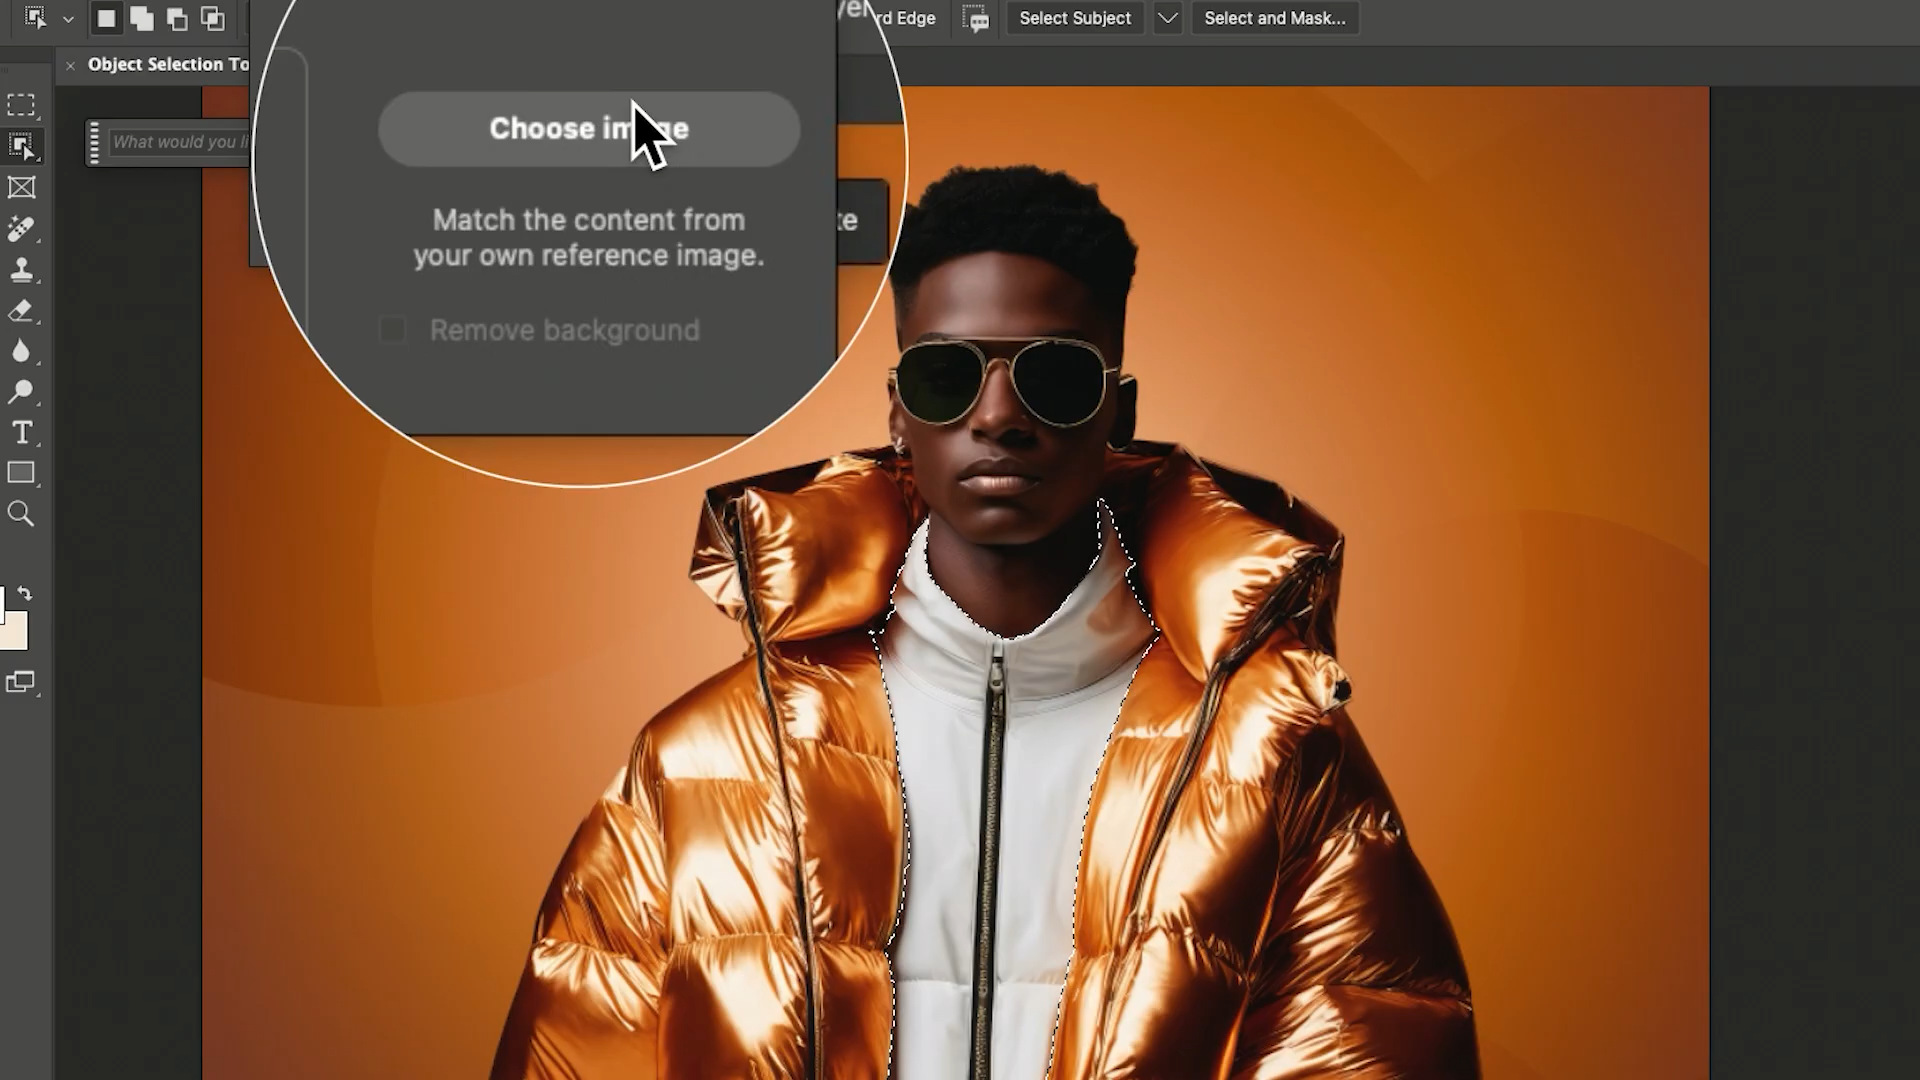 rd Edge
Select Subject
Select and Mask...
Object Selection To
What would you li
Choose image
Match the content from
your own reference image.
Remove background
T